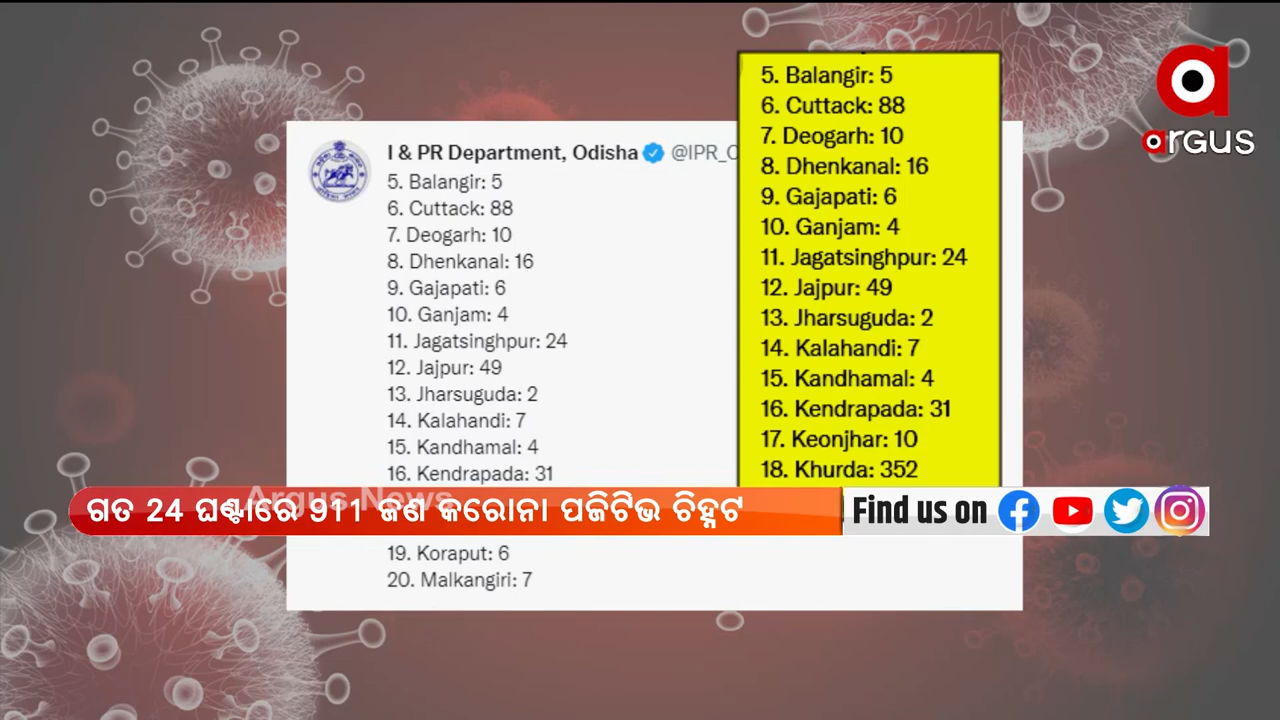 I & PR Department, Odisha @IPR_
5. Balangir: 5
6. Cuttack: 88
7. Deogarh: 10
8. Dhenkanal: 16
9. Gajapati: 6
10. Ganjam: 4
11. Jagatsinghpur: 24
12. Jajpur: 49
13. Jharsuguda: 2
14. Kalahandi: 7
15. Kandhamal: 4
16. Kendrapada: 31
19. Koraput: 6
20. Malkangiri: 7
5. Balangir: 5
6. Cuttack: 88
7. Deogarh: 10
8. Dhenkanal: 16
9. Gajapati: 6
10. Ganjam: 4
11. Jagatsinghpur: 24
12. Jajpur: 49
13. Jharsuguda: 2
14. Kalahandi: 7
15. Kandhamal: 4
16. Kendrapada: 31
17. Keonjhar: 10
18. Khurda: 352
argus
Argus News
ଗତ 24 ଘଣ୍ଟାରେ 911 ଜଣ କରୋନା ପଜିଟିଭ ଚିହ୍ନଟ
Find us on